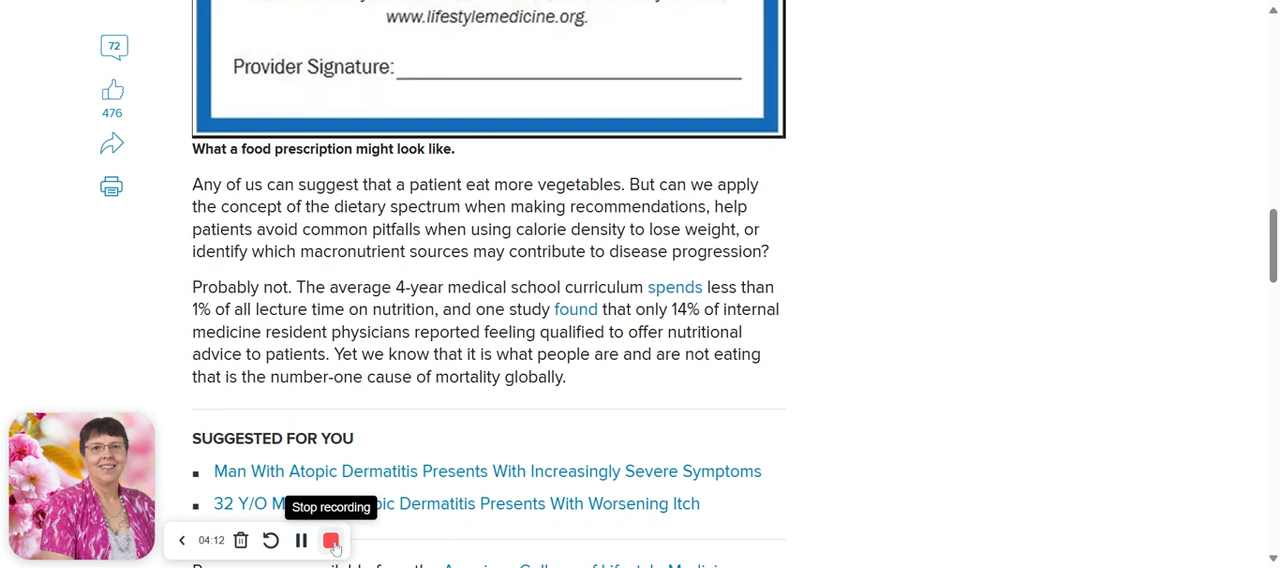 www.lifestylemedicine.org.
72
Provider Signature:
476
What a food prescription might look like.
Any of us can suggest that a patient eat more vegetables. But can we apply
the concept of the dietary spectrum when making recommendations, help
patients avoid common pitfalls when using calorie density to lose weight, or
identify which macronutrient sources may contribute to disease progression?
Probably not. The average 4-year medical school curriculum spends less than
1% of all lecture time on nutrition, and one study found that only 14% of internal
medicine resident physicians reported feeling qualified to offer nutritional
advice to patients. Yet we know that it is what people are and are not eating
that is the number-one cause of mortality globally.
SUGGESTED FOR YOU
Man With Atopic Dermatitis Presents With Increasingly Severe Symptoms
32 Y/O M
Dermatitis Presents With Worsening Itch
Stop recording
04:12